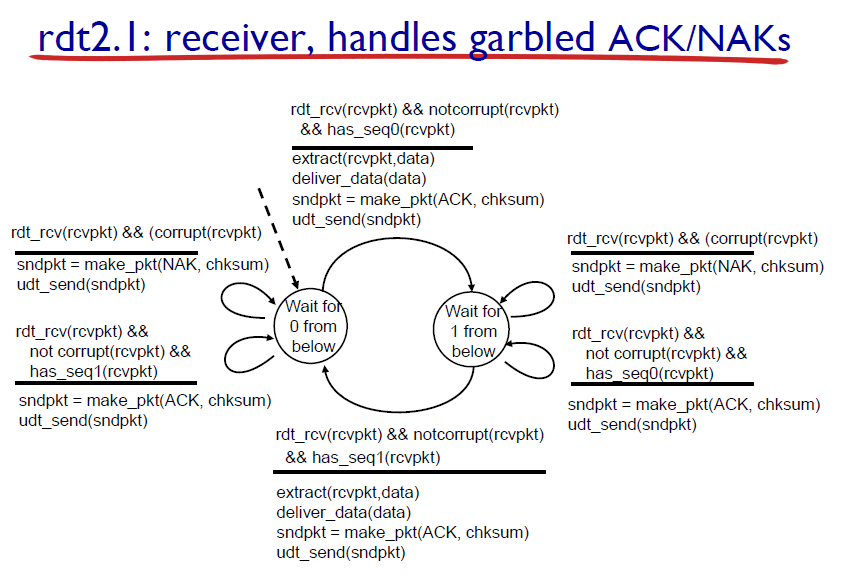 rdt2.1: receiver, handles garbled ACK/NAKs
rdt_rcv(rcvpkt) && notcorrupt(rcvpkt)
&& has_seq0(rcvpkt)
extract(rcvpkt,data)
deliver_data(data)
sndpkt = make_pkt(ACK, chksum)
udt_send(sndpkt)
rdt_rcv(rcvpkt) && (corrupt(rcvpkt)
sndpkt = make_pkt(NAK, chksum)
udt_send(sndpkt)
rdt_rcv(rcvpkt) &&
not corrupt(rcvpkt) &&
has_seq1(rcvpkt)
sndpkt = make_pkt(ACK, chksum)
udt_send(sndpkt)
Wait for
0 from
below
Wait for
1 from
below
rdt_rcv(rcvpkt) && (corrupt(rcvpkt)
sndpkt = make_pkt(NAK, chksum)
udt_send(sndpkt)
rdt_rcv(rcvpkt) &&
not corrupt(rcvpkt) &&
has_seq0(rcvpkt)
sndpkt = make_pkt(ACK, chksum)
udt_send(sndpkt)
rdt_rcv(rcvpkt) && notcorrupt(rcvpkt)
&& has_seq1(rcvpkt)
extract(rcvpkt,data)
deliver_data(data)
sndpkt = make_pkt(ACK, chksum)
udt_send(sndpkt)